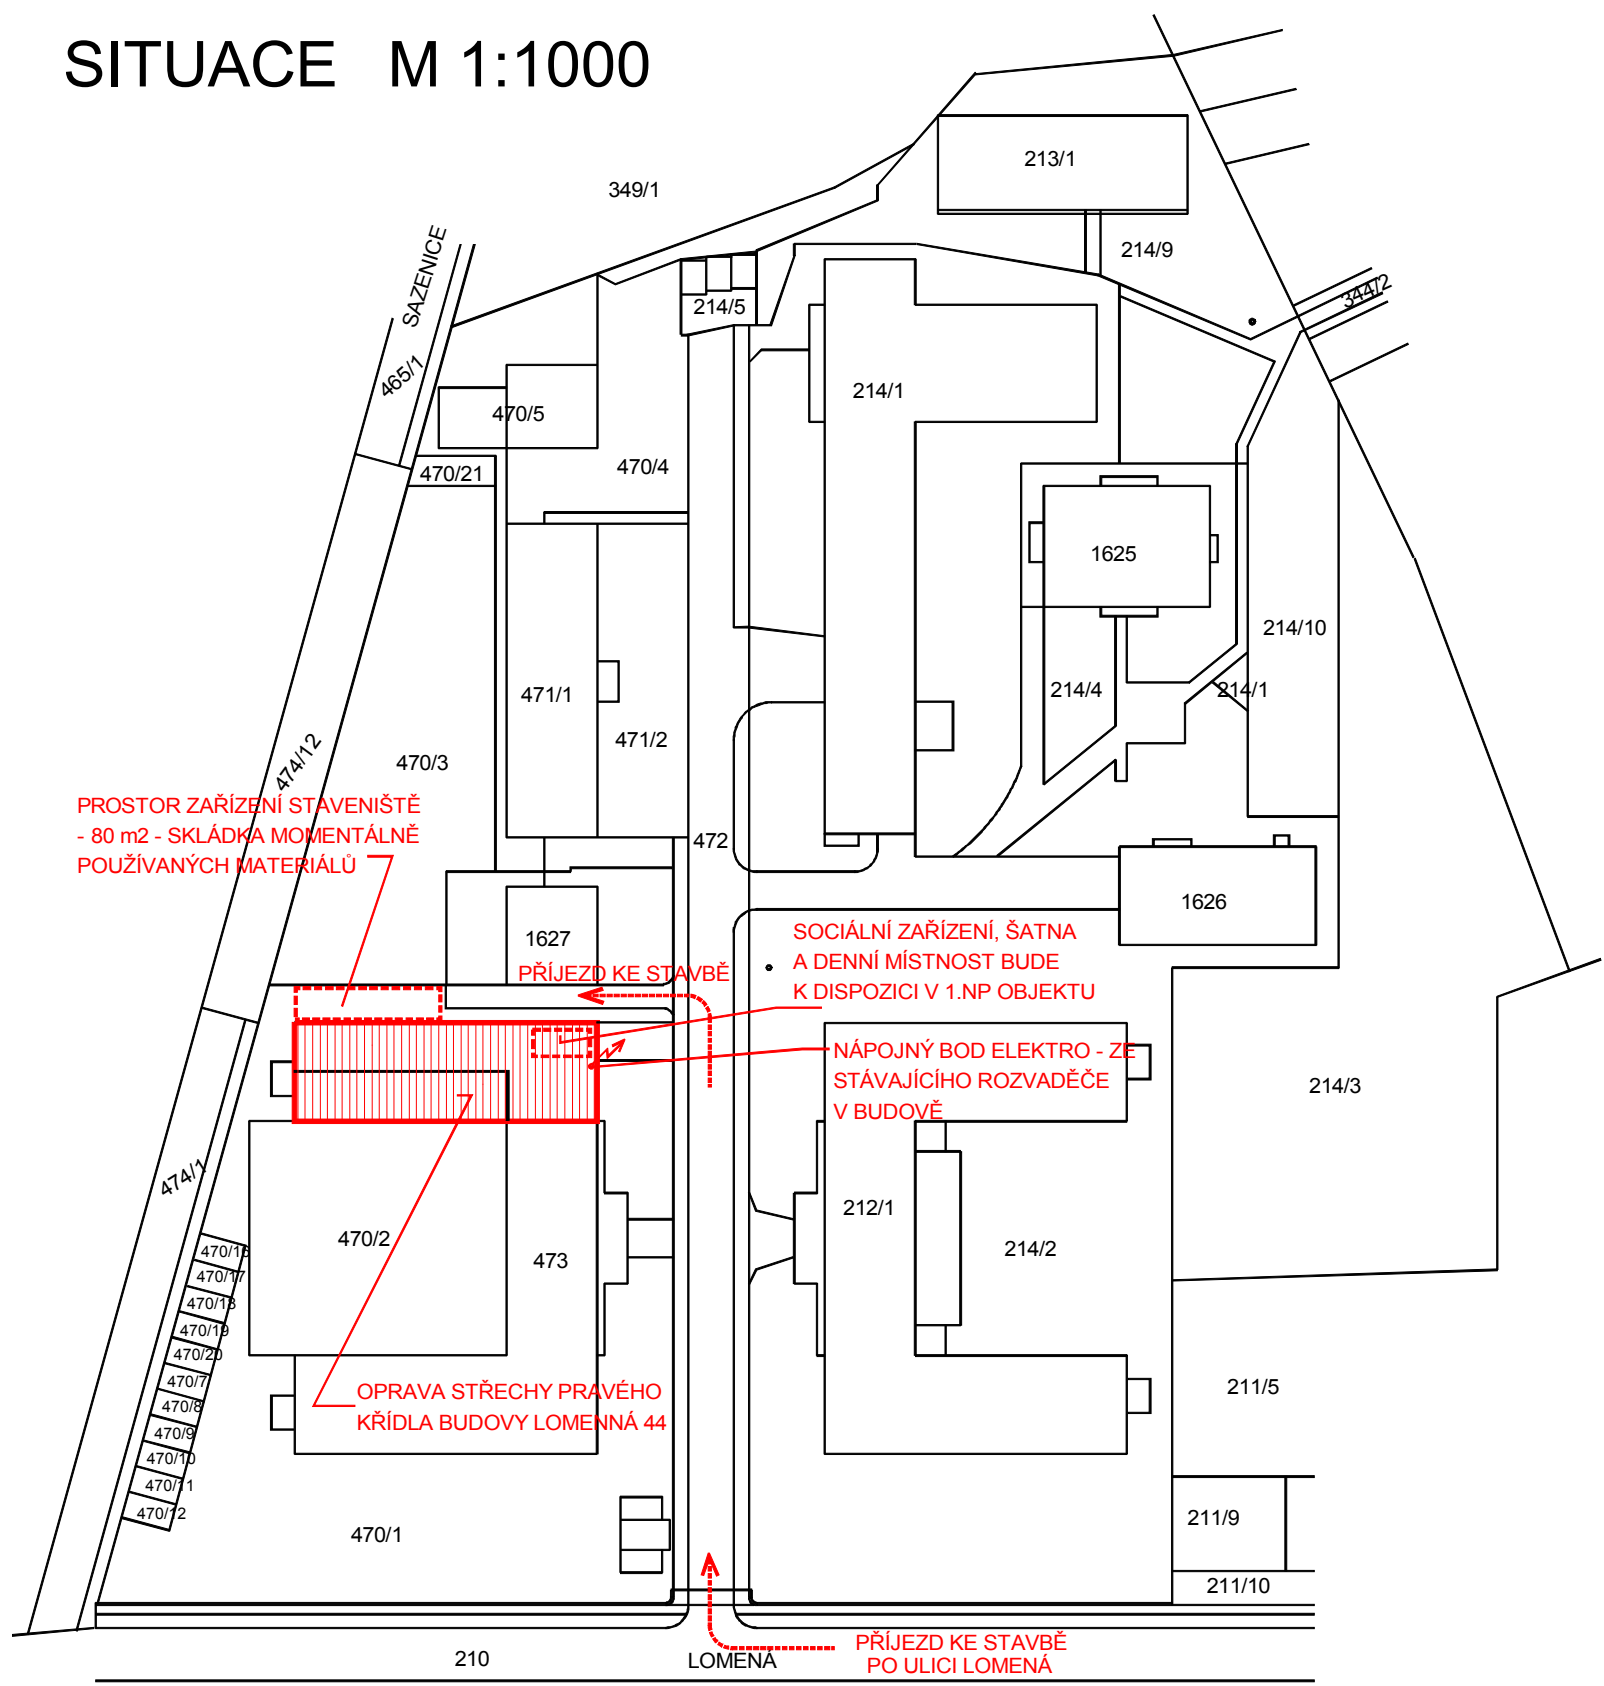 SITUACE M 1:1000
213/1
349/1
214/9
SAZENICE
344/2
214/5
465/1
214/1
470/5
470/4
470/21
1625
214/10
471/1
214/4
214/1
471/2
474/12
470/3
PROSTOR ZAŘÍZENÍ STAVENIŠTĚ
- 80 m2 - SKLÁDKA MOMENTÁLNĚ
POUŽÍVANÝCH MATERIÁLŮ
472
1626
1627
SOCIÁLNÍ ZAŘÍZENÍ, ŠATNA
A DENNÍ MÍSTNOST BUDE
K DISPOZICI V 1.NP OBJEKTU
PŘÍJEZD KE STAVBĚ
NÁPOJNÝ BOD ELEKTRO - ZE
STÁVAJÍCÍHO ROZVADĚČE
V BUDOVĚ
214/3
474/1
212/1
470/2
473
214/2
470/16
470/17
470/18
470/19
470/20
470/7
470/8
470/9
470/10
470/11
470/12
OPRAVA STŘECHY PRAVÉHO
KŘÍDLA BUDOVY LOMENNÁ 44
211/5
470/1
211/9
211/10
210
LOMENÁ
PŘÍJEZD KE STAVBĚ
PO ULICI LOMENÁ